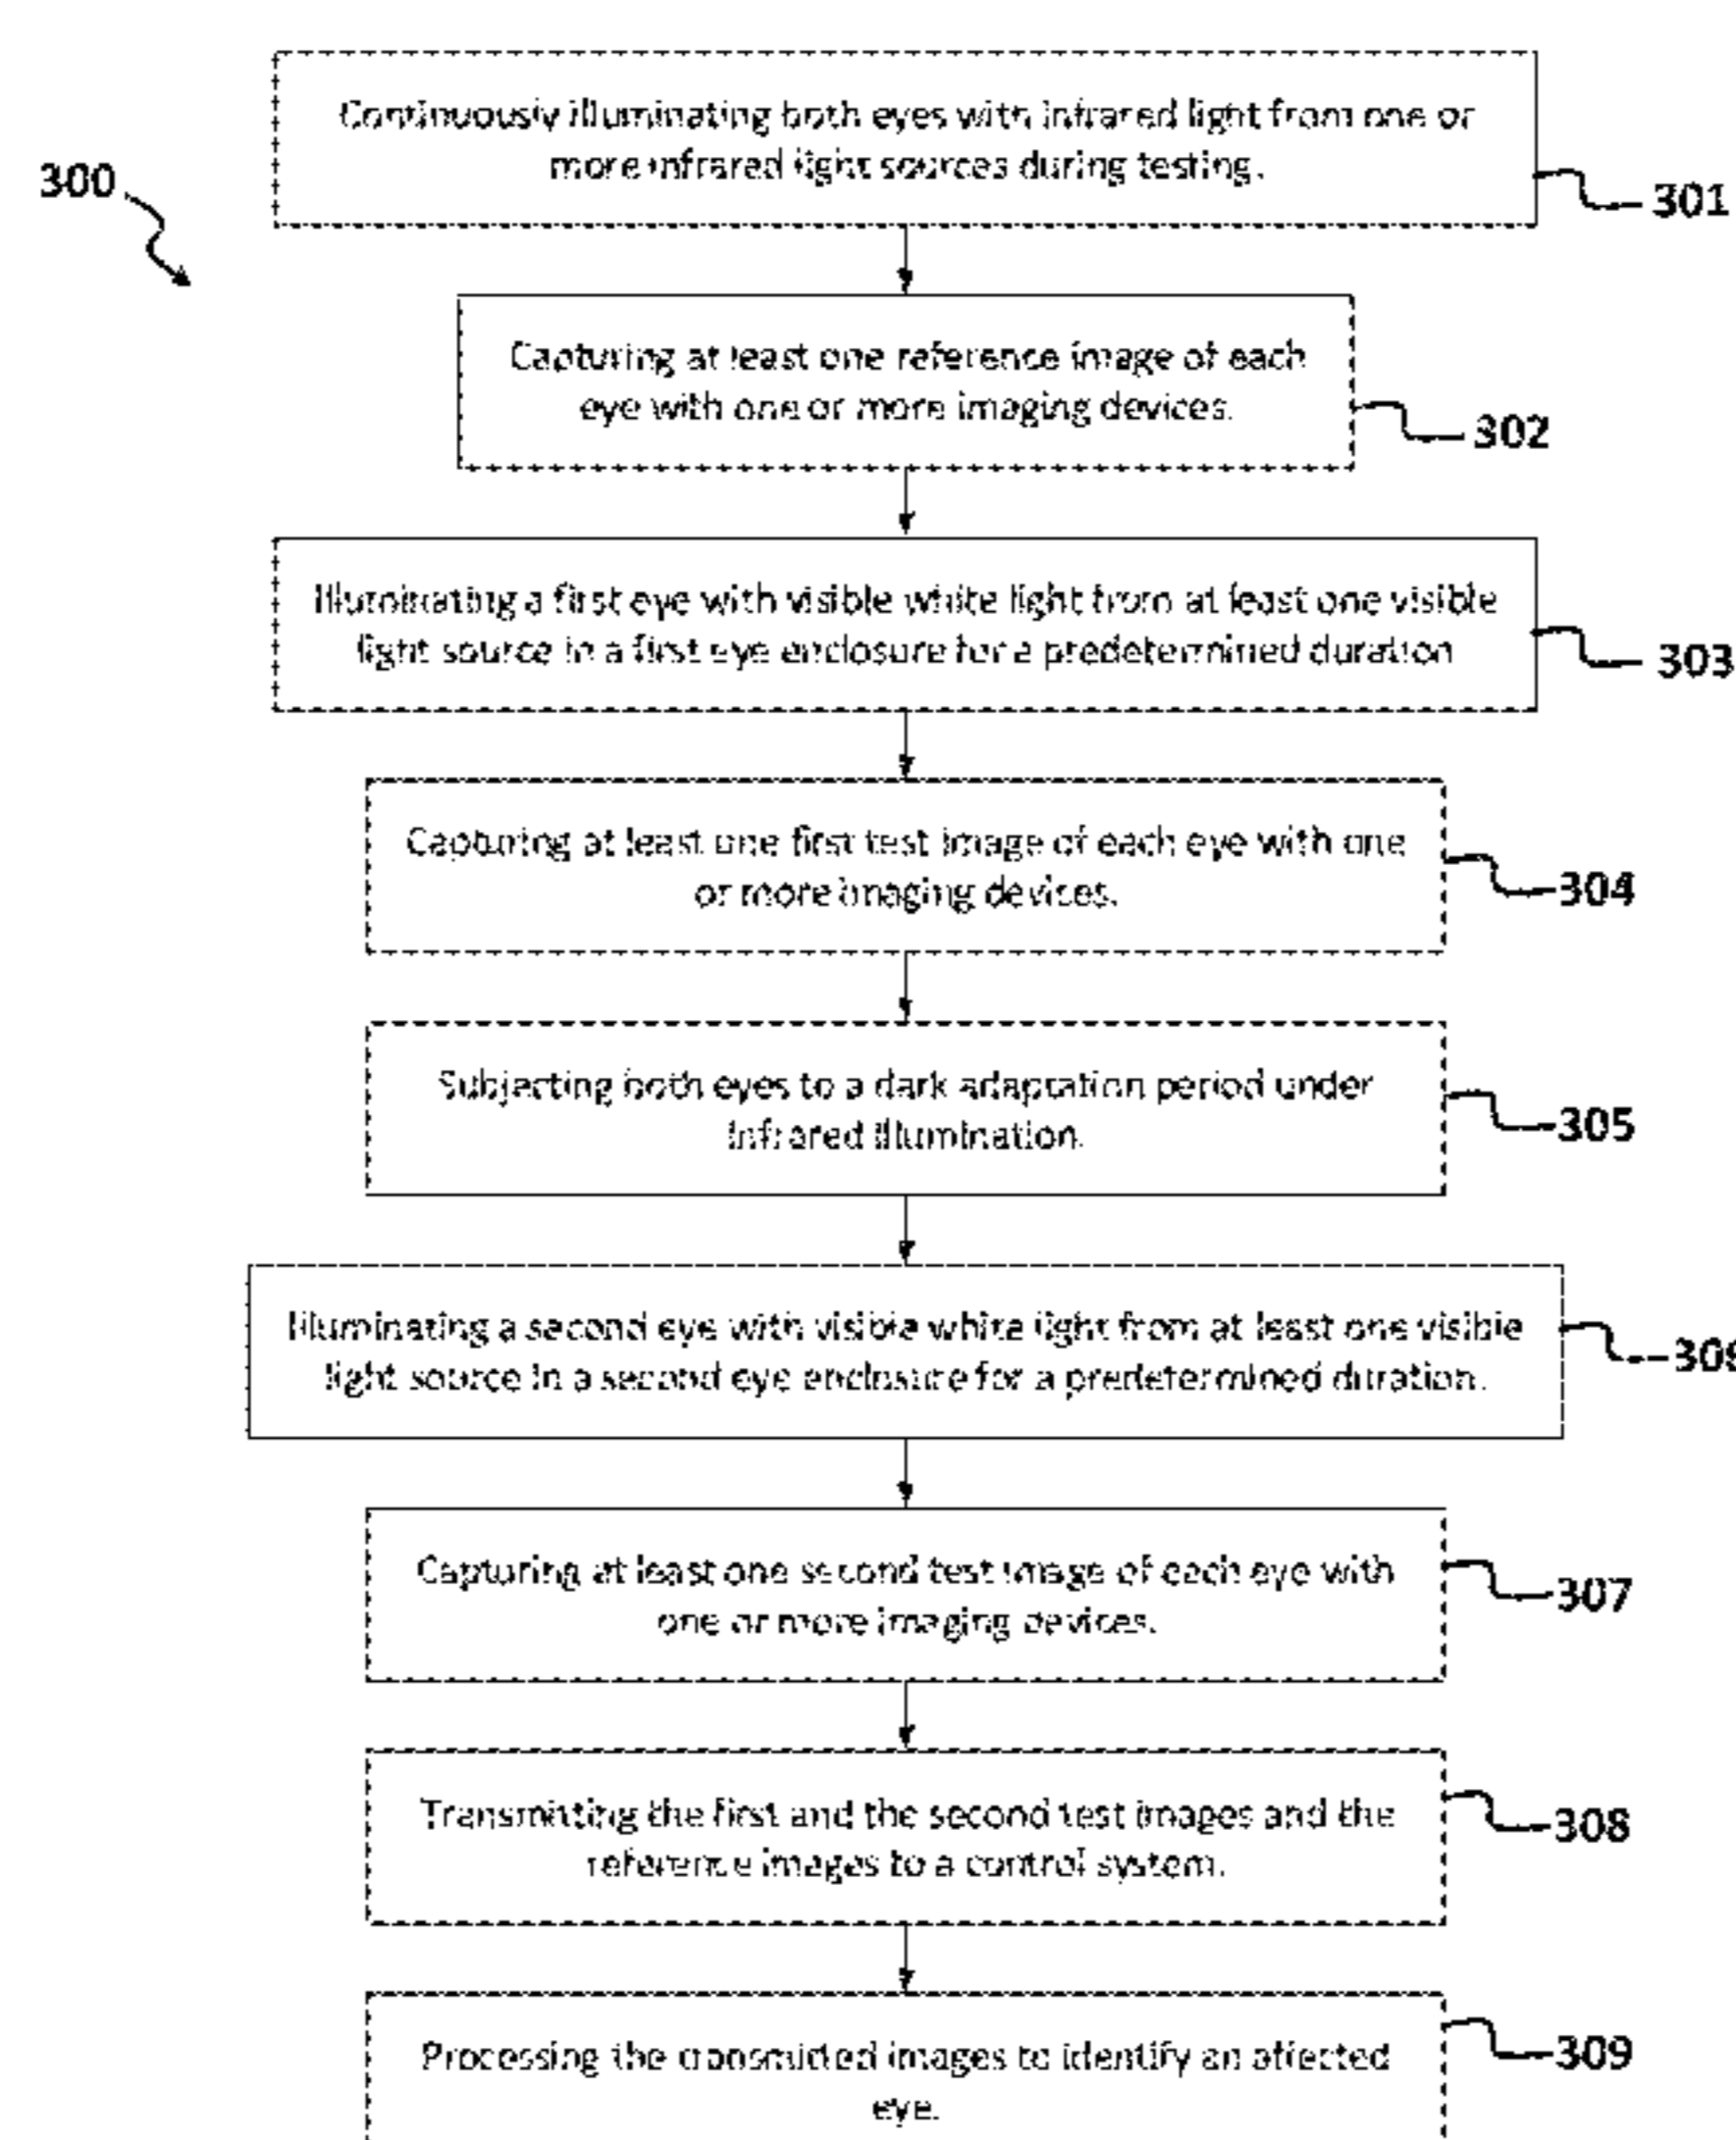 Continuously illuminating both eyes with infrared light from one or
more infrared light sources during testing.
300
301
Capturing at least one reference image of each
eye with one or more imaging devices.
302
Illuminating a first eye with visible white light from at least one visible
light source in a first eye enclosure for a predetermined duration
303
Capturing at least one first test image of each eye with one
or more imaging devices.
304
Subjecting both eyes to a dark adaptation period under
infrared illumination.
305
Illuminating a second eye with visible white light from at least one visible
light source in a second eye enclosure for a predetermined duration.
306
Capturing at least one second test image of each eye with
one or more imaging devices.
307
Transmitting the first and the second test images and the
reference images to a control system.
308
Processing the transmitted images to identify an affected
eye.
309